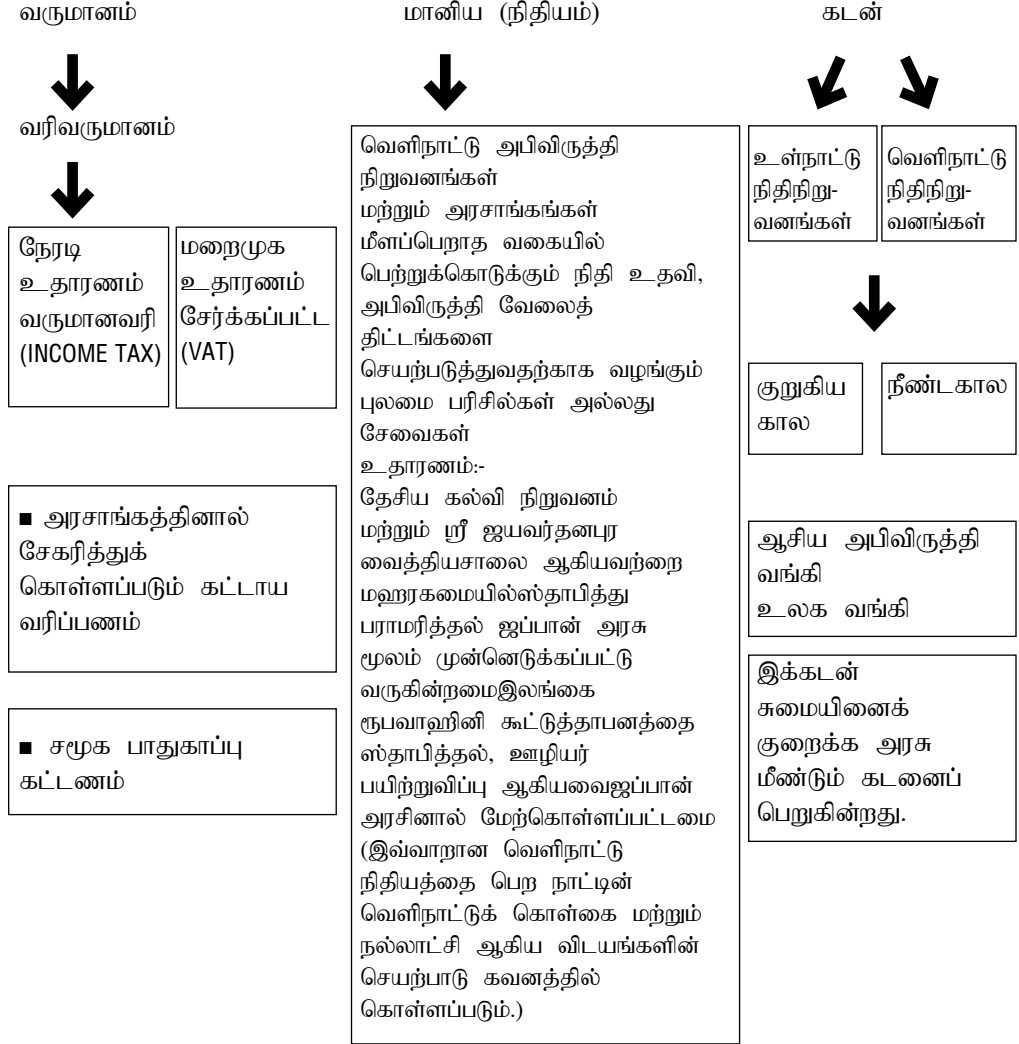 வருமானம்
மானிய (நிதியம்)
கடன்
வரிவருமானம்
நேரடி
உதாரணம்
வருமானவரி
(INCOME TAX)
மறைமுக
உதாரணம்
சேர்க்கப்பட்ட
(VAT)
■ அரசாங்கத்தினால்
சேகரித்துக்
கொள்ளப்படும் கட்டாய
வரிப்பணம்
■ சமூக பாதுகாப்பு
கட்டணம்
வெளிநாட்டு அபிவிருத்தி
நிறுவனங்கள்
மற்றும் அரசாங்கங்கள்
மீளப்பெறாத வகையில்
பெற்றுக்கொடுக்கும் நிதி உதவி,
அபிவிருத்தி வேலைத்
திட்டங்களை
செயற்படுத்துவதற்காக வழங்கும்
புலமை பரிசில்கள் அல்லது
சேவைகள்
உதாரணம்:-
தேசிய கல்வி நிறுவனம்
மற்றும் ஸ்ரீ ஜயவர்தனபுர
வைத்தியசாலை ஆகியவற்றை
மஹரகமையில்ஸ்தாபித்து
பராமரித்தல் ஜப்பான் அரசு
மூலம் முன்னெடுக்கப்பட்டு
வருகின்றமைஇலங்கை
ரூபவாஹினி கூட்டுத்தாபனத்தை
ஸ்தாபித்தல், ஊழியர்
பயிற்றுவிப்பு ஆகியவைஜப்பான்
அரசினால் மேற்கொள்ளப்பட்டமை
(இவ்வாறான வெளிநாட்டு
நிதியத்தை பெற நாட்டின்
வெளிநாட்டுக் கொள்கை மற்றும்
நல்லாட்சி ஆகிய விடயங்களின்
செயற்பாடு கவனத்தில்
கொள்ளப்படும்.)
உள்நாட்டு
நிதிநிறு-
வனங்கள்
வெளிநாட்டு
நிதிநிறு-
வனங்கள்
குறுகிய
கால
நீண்டகால
ஆசிய அபிவிருத்தி
வங்கி
உலக வங்கி
இக்கடன்
சுமையினைக்
குறைக்க அரசு
மீண்டும் கடனைப்
பெறுகின்றது.